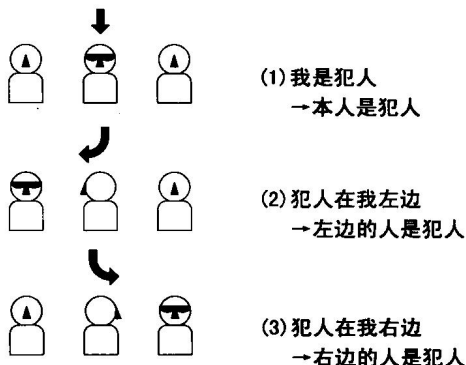 (1)我是犯人
→本人是犯人
(2)犯人在我左边
→左边的人是犯人
(3)犯人在我右边
→右边的人是犯人